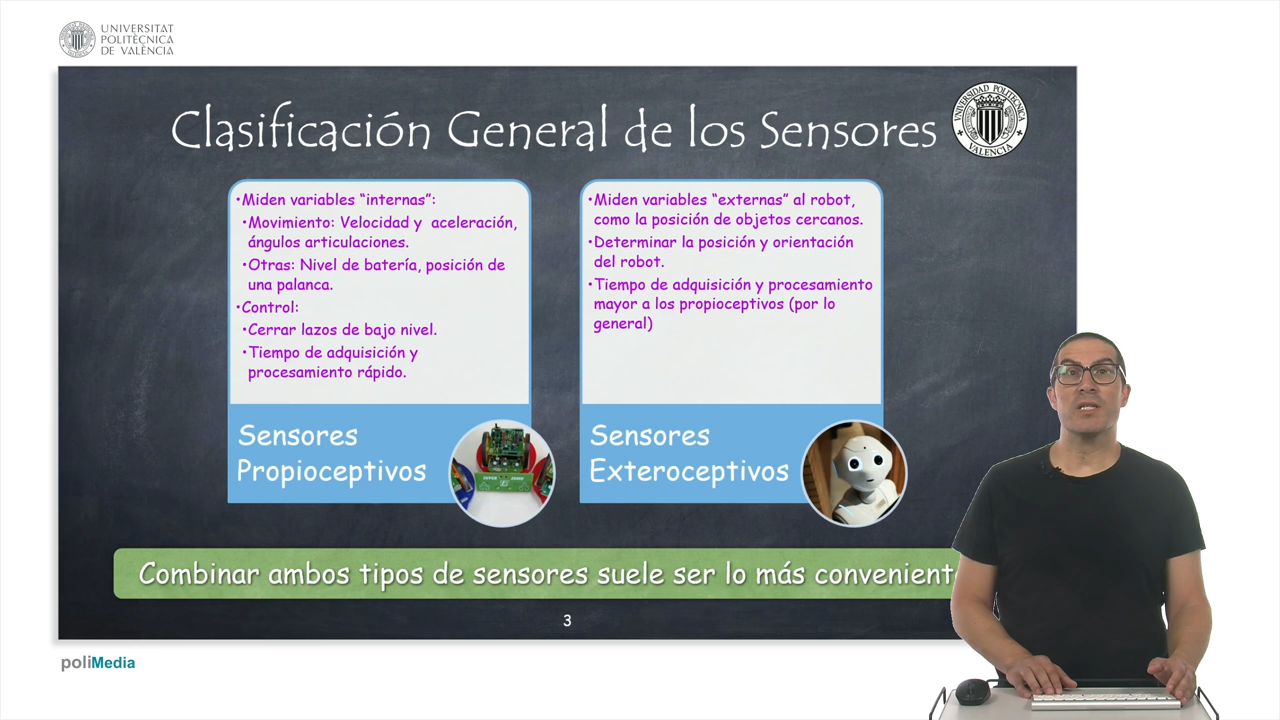 UNIVERSITAT
POLITÈCNICA
DE VALÈNCIA
Clasificación General de los Sensores
UNIVERSIDAD POLITECNICA
VALENCIA
•Miden variables “internas”:
•Movimiento: Velocidad y aceleración,
ángulos articulaciones.
•Otras: Nivel de batería, posición de
una palanca.
•Control:
•Cerrar lazos de bajo nivel.
•Tiempo de adquisición y
procesamiento rápido.
Sensores
Propioceptivos
•Miden variables “externas” al robot,
como la posición de objetos cercanos.
•Determinar la posición y orientación
del robot.
•Tiempo de adquisición y procesamiento
mayor a los propioceptivos (por lo
general)
Sensores
Exteroceptivos
Combinar ambos tipos de sensores suele ser lo más convenient
3
poliMedia